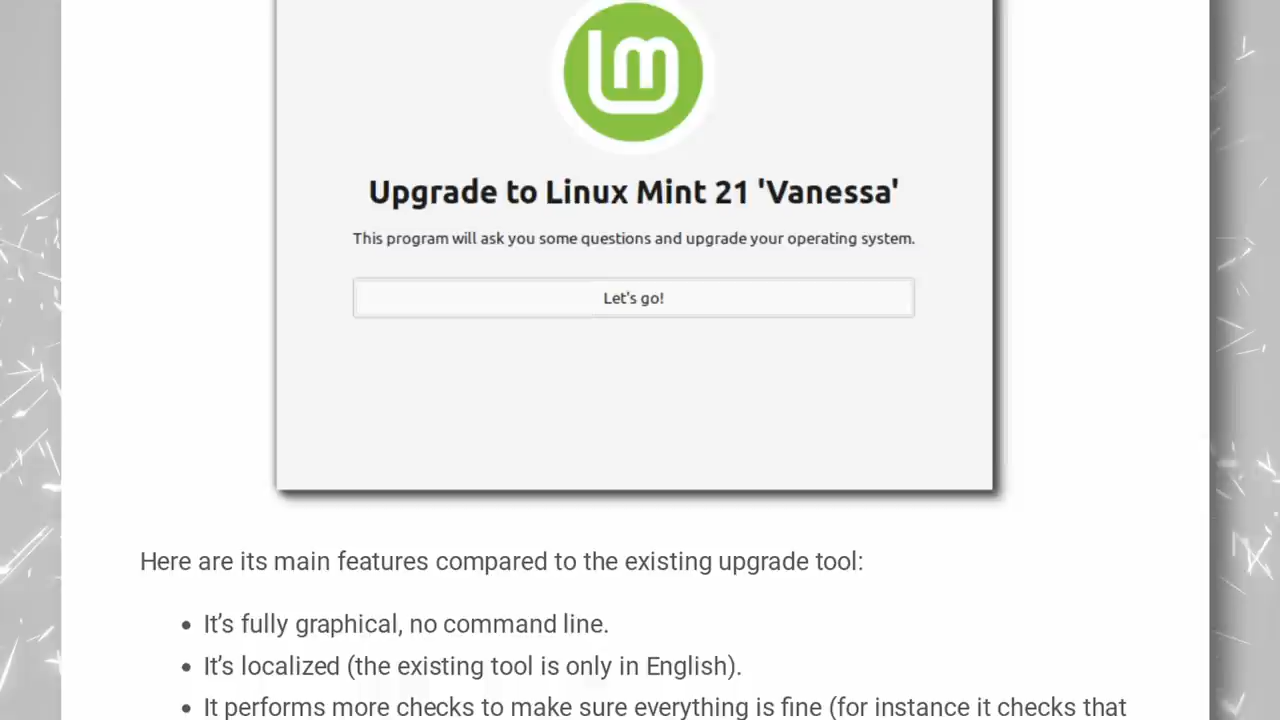 Lm
Upgrade to Linux Mint 21 'Vanessa'
This program will ask you some questions and upgrade your operating system.
Let's go!
Here are its main features compared to the existing upgrade tool:
• It’s fully graphical, no command line.
• It’s localized (the existing tool is only in English).
• It performs more checks to make sure everything is fine (for instance it checks that